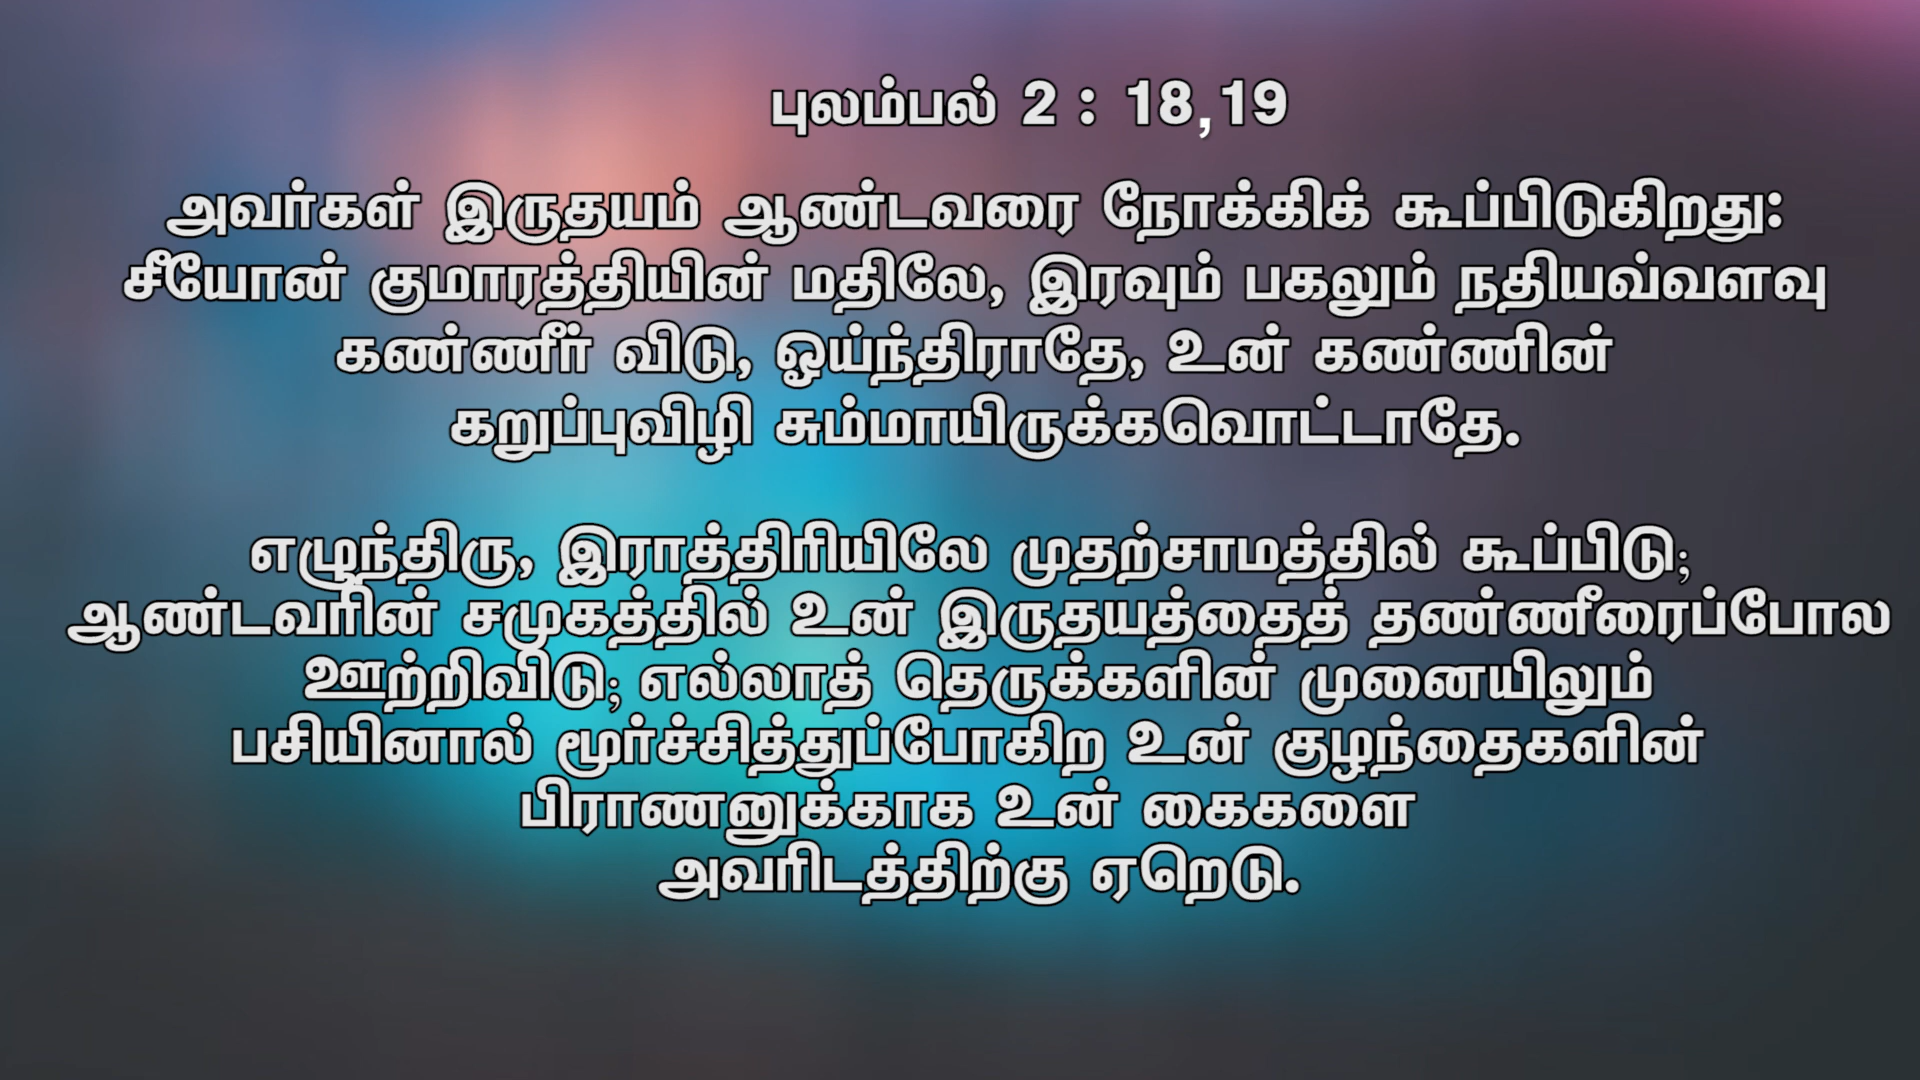 புலம்பல் 2 : 18,19
அவர்கள் இருதயம் ஆண்டவரை நோக்கிக் கூப்பிடுகிறது:
சீயோன் குமாரத்தியின் மதிலே, இரவும் பகலும் நதியவ்வளவு
கண்ணீர் விடு, ஓய்ந்திராதே, உன் கண்ணின்
கறுப்புவிழி சும்மாயிருக்கவொட்டாதே.
எழுந்திரு, இராத்திரியிலே முதற்சாமத்தில் கூப்பிடு;
ஆண்டவரின் சமுகத்தில் உன் இருதயத்தைத் தண்ணீரைப்போல
ஊற்றிவிடு; எல்லாத் தெருக்களின் முனையிலும்
பசியினால் மூர்ச்சித்துப்போகிற உன் குழந்தைகளின்
பிராணனுக்காக உன் கைகளை
அவரிடத்திற்கு ஏறெடு.